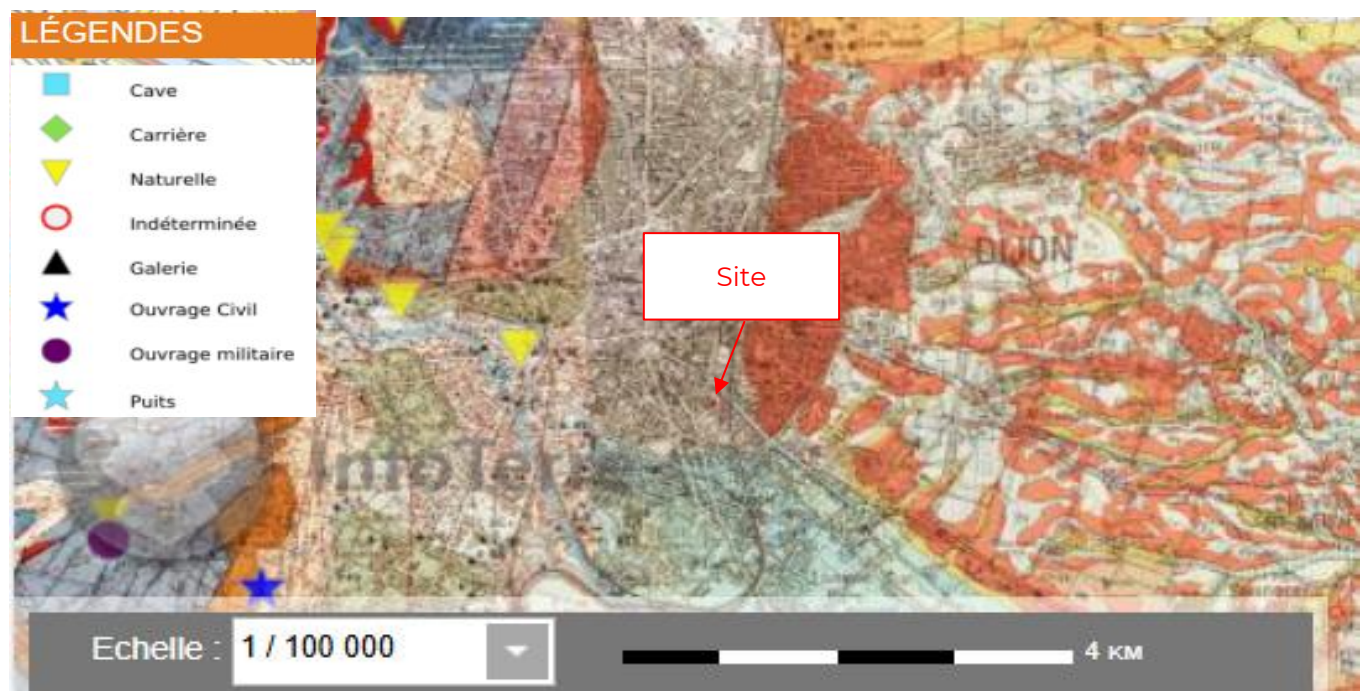 LÉGENDES
Cave
Carrière
Naturelle
Indéterminée
Galerie
Ouvrage Civil
Ouvrage militaire
Puits
Site
DIJON
InfoTerre
Echelle :
1 / 100 000
4 KM